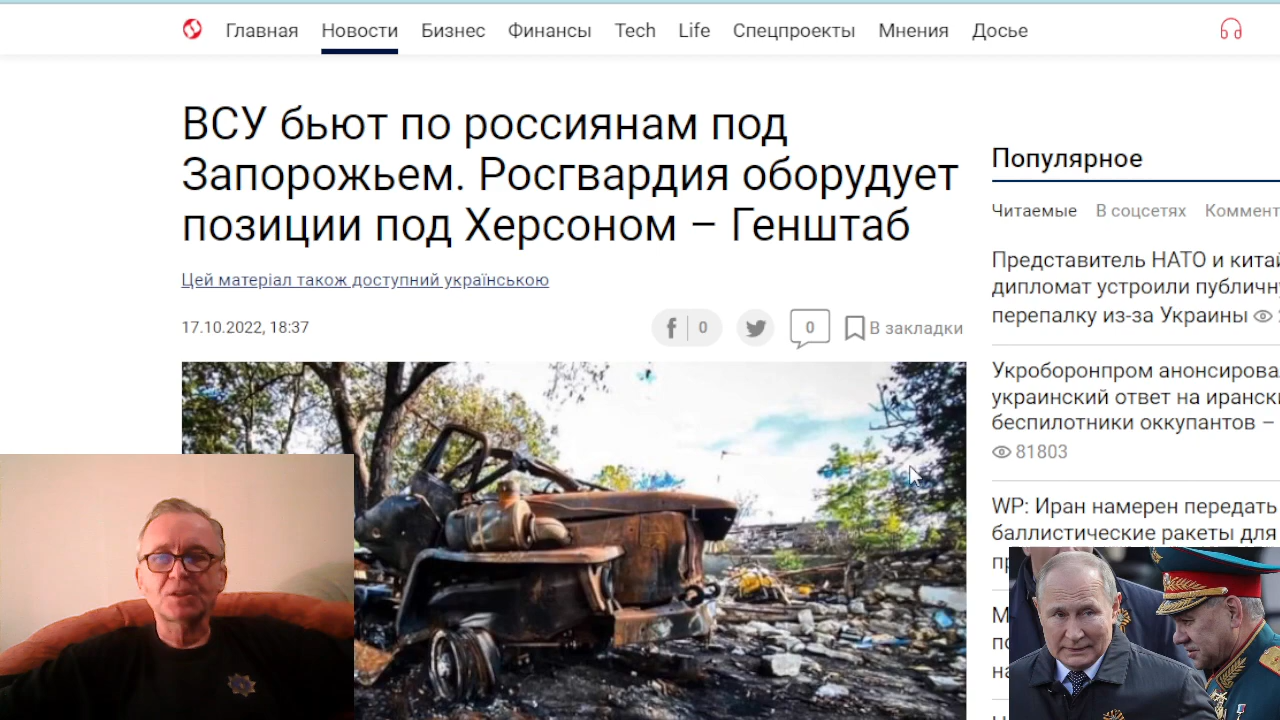 Главная Новости Бизнес Финансы Tech Life Спецпроекты Мнения Досье
ВСУ бьют по россиянам под
Запорожьем. Росгвардия оборудует
позиции под Херсоном – Генштаб
Цей матеріал також доступний українською
17.10.2022, 18:37
0
0
В закладки
Популярное
Читаемые В соцсетях Коммент
Представитель НАТО и китай
дипломат устроили публичну
перепалку из-за Украины
Укроборонпром анонсировал
украинский ответ на иранск
беспилотники оккупантов –
81803
WP: Иран намерен передать
баллистические ракеты для